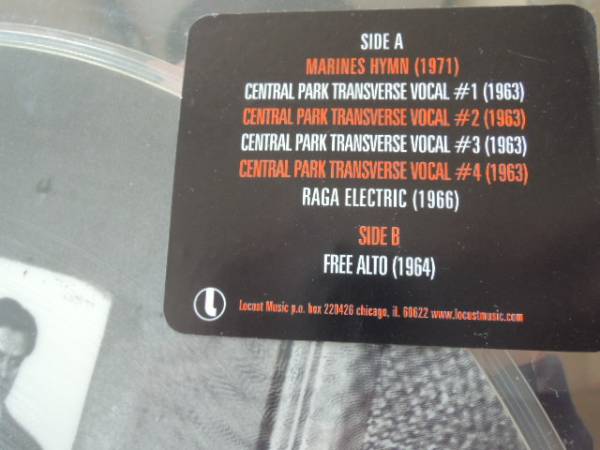 SIDE A
MARINES HYMN (1971)
CENTRAL PARK TRANSVERSE VOCAL #1 (1963)
CENTRAL PARK TRANSVERSE VOCAL #2 (1963)
CENTRAL PARK TRANSVERSE VOCAL #3 (1963)
CENTRAL PARK TRANSVERSE VOCAL #4 (1963)
RAGA ELECTRIC (1966)
SIDE B
FREE ALTO (1964)
Locust Music p.o. box 220426 chicago, il. 60622 www.locustmusic.com